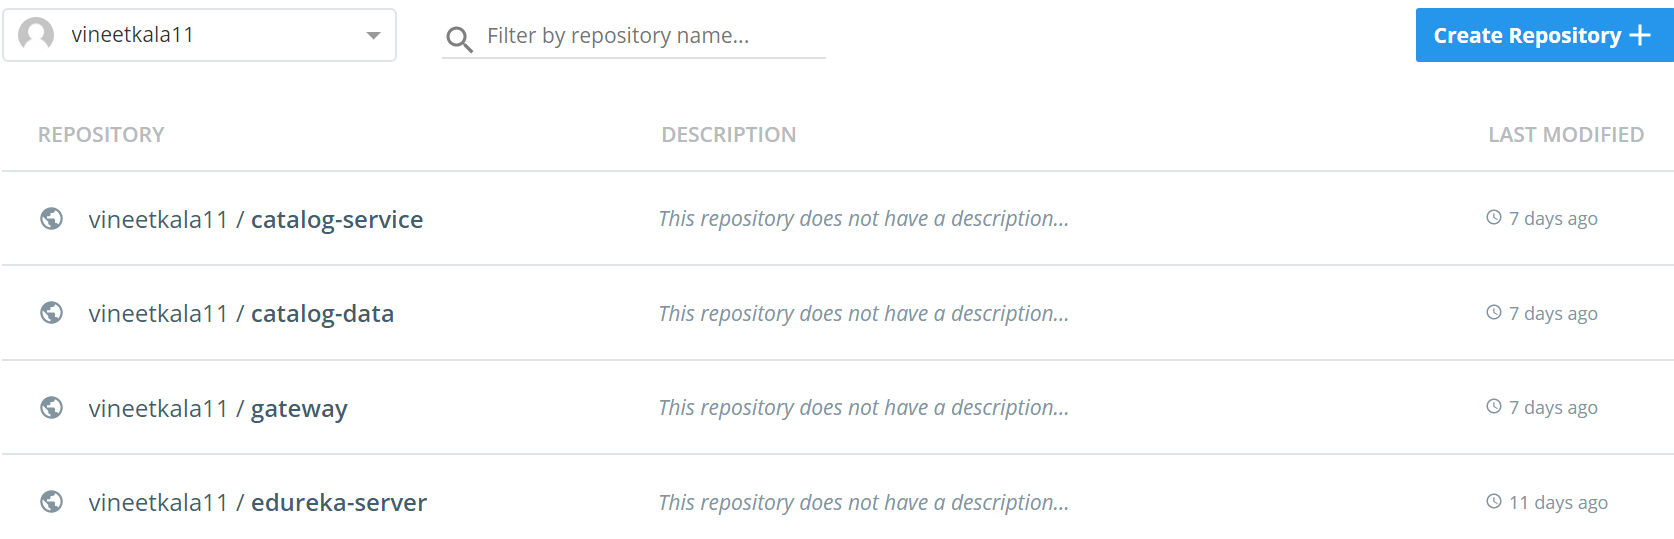 vineetkala11 Filter by repository name... Create Repository +
REPOSITORY DESCRIPTION LAST MODIFIED
vineetkala11 / catalog-service This repository does not have a description... 7 days ago
vineetkala11 / catalog-data This repository does not have a description... 7 days ago
vineetkala11 / gateway This repository does not have a description... 7 days ago
vineetkala11 / edureka-server This repository does not have a description... 11 days ago